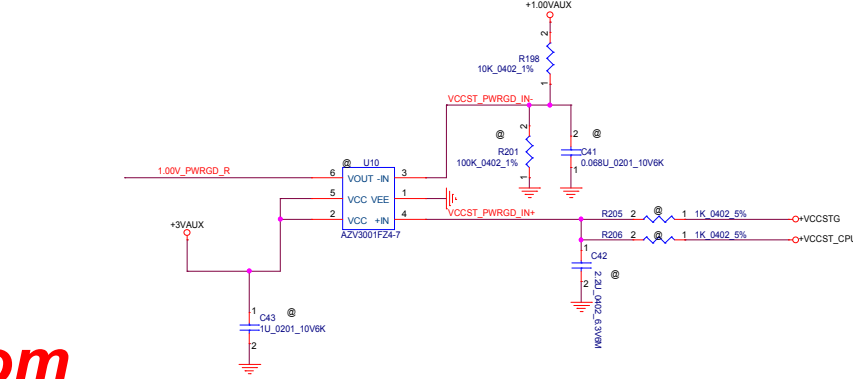 +1.00VAUX
2
R198
10K_0402_1%
1
VCCST_PWRGD_IN-
2
@
R201
100K_0402_1%
1
2
@
C41
0.068U_0201_10V6K
1
1.00V_PWRGD_R
@
U10
6
VOUT
-IN
3
5
VCC
VEE
1
2
VCC
+IN
4
AZV3001FZ4-7
VCCST_PWRGD_IN+
R205
2
@
1
1K_0402_5%
+VCCSTG
R206
2
@
1
1K_0402_5%
+VCCST_CPU
1
C42
@
2
2.2U_0402_6.3V6M
+3VAUX
1
@
C43
1U_0201_10V6K
2
om